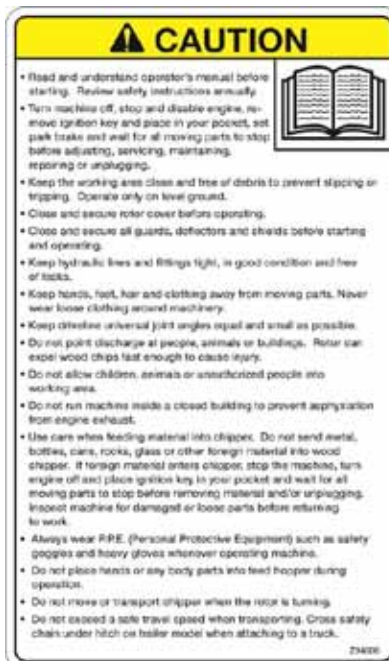 CAUTION
• Read and understand operator's manual before
starting. Review safety instructions annually.
• Turn machine off, stop and disable engine, re-
move ignition key and place in your pocket, set
park brake and wait for all moving parts to stop
before adjusting, servicing, maintaining,
repairing or unplugging.
• Keep the working area clean and free of debris to prevent slipping or
tripping. Operate only on level ground.
• Close and secure rotor cover before operating.
• Close and secure all guards, deflectors and shields before starting
and operating.
• Keep hydraulic lines and fittings tight, in good condition and free
of leaks.
• Keep hands, feet, hair and clothing away from moving parts. Never
wear loose clothing around machinery.
• Keep driveline universal joint angles equal and small as possible.
• Do not point discharge at people, animals or buildings. Rotor can
expel wood chips fast enough to cause injury.
• Do not allow children, animals or unauthorized people into
working area.
• Do not run machine inside a closed building to prevent asphyxiation
from engine exhaust.
• Use care when feeding material into chipper. Do not send metal,
bottles, cans, rocks, glass or other foreign material into wood
chipper. If foreign material enters chipper, stop the machine, turn
engine off and place ignition key in your pocket and wait for all
moving parts to stop before removing material and/or unplugging.
Inspect machine for damaged or loose parts before returning
to work.
• Always wear P.P.E. (Personal Protective Equipment) such as safety
goggles and heavy gloves whenever operating machine.
• Do not place hands or any body parts into feed hopper during
operation.
• Do not move or transport chipper when the rotor is turning.
• Do not exceed a safe travel speed when transporting. Cross safety
chain under hitch on trailer model when attaching to a truck.